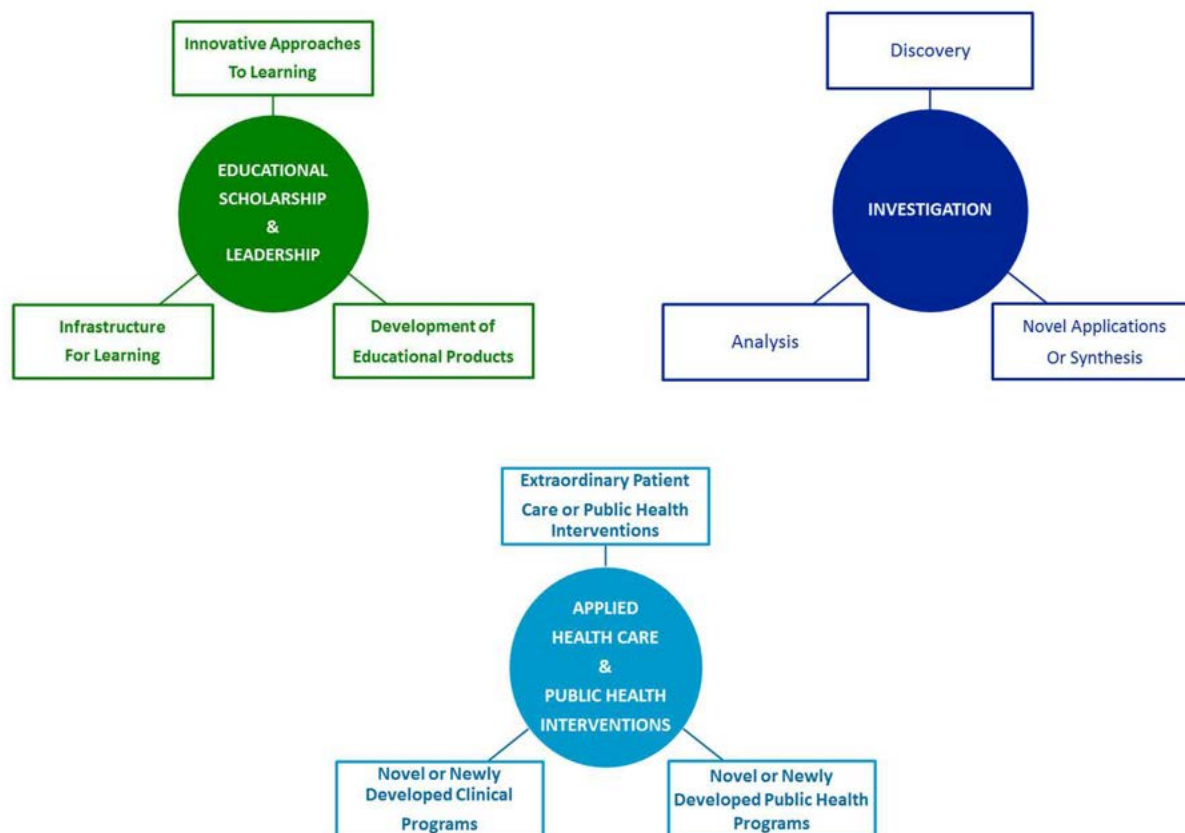 Innovative Approaches
To Learning
EDUCATIONAL
SCHOLARSHIP
&
LEADERSHIP
Infrastructure
For Learning
Development of
Educational Products
Discovery
INVESTIGATION
Analysis
Novel Applications
Or Synthesis
Extraordinary Patient
Care or Public Health
Interventions
APPLIED
HEALTH CARE
&
PUBLIC HEALTH
INTERVENTIONS
Novel or Newly
Developed Clinical
Programs
Novel or Newly
Developed Public Health
Programs